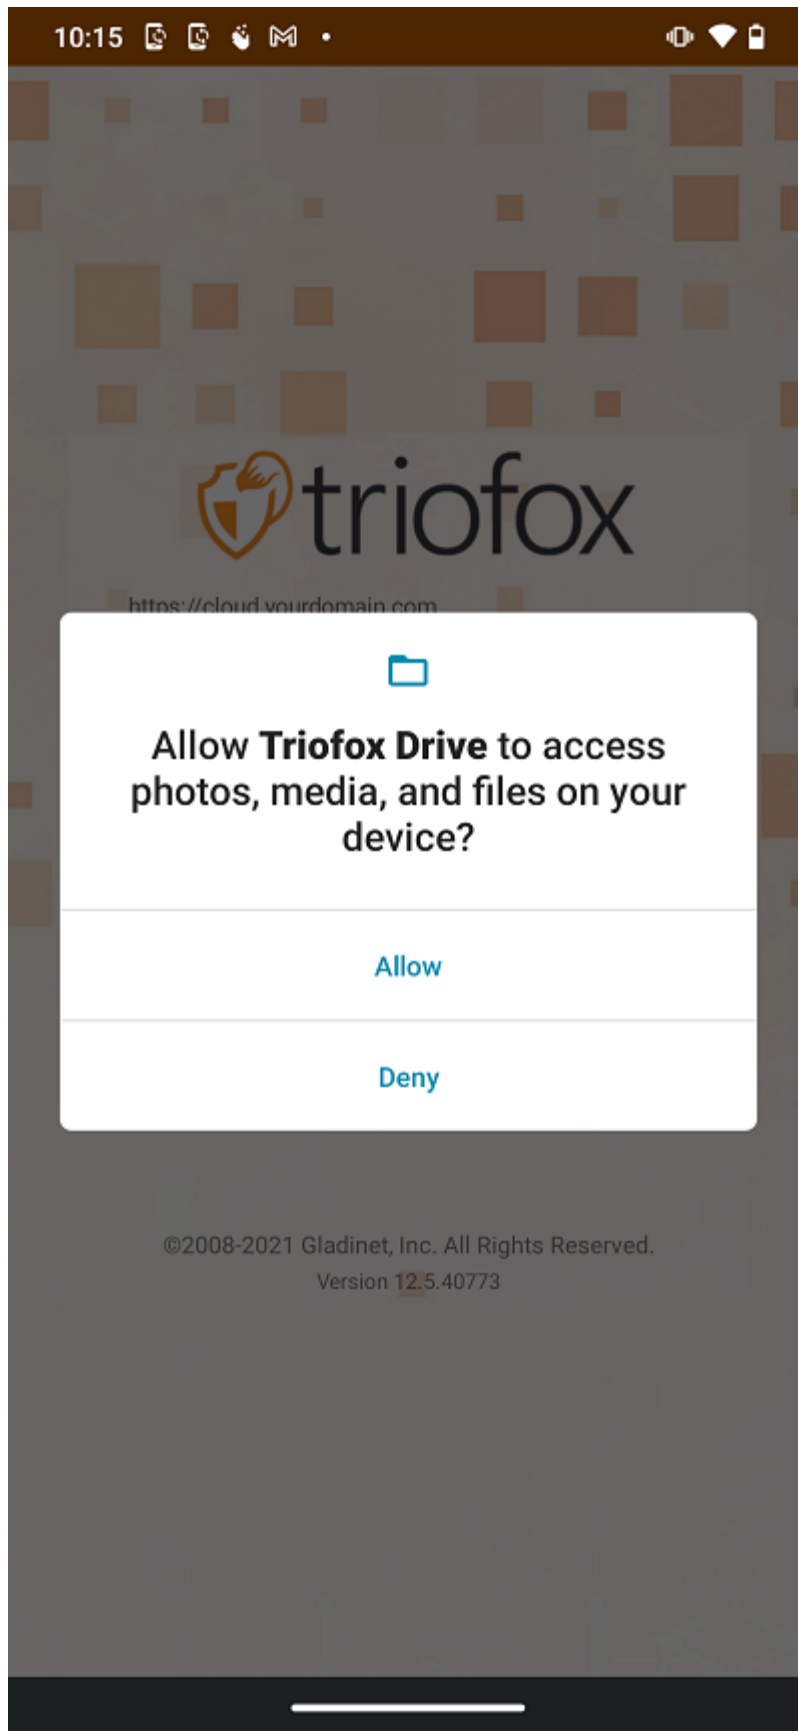 10:15
triofox
https://cloud.yourdomain.com
Allow Triofox Drive to access
photos, media, and files on your
device?
Allow
Deny
©2008-2021 Gladinet, Inc. All Rights Reserved.
Version 12.5.40773